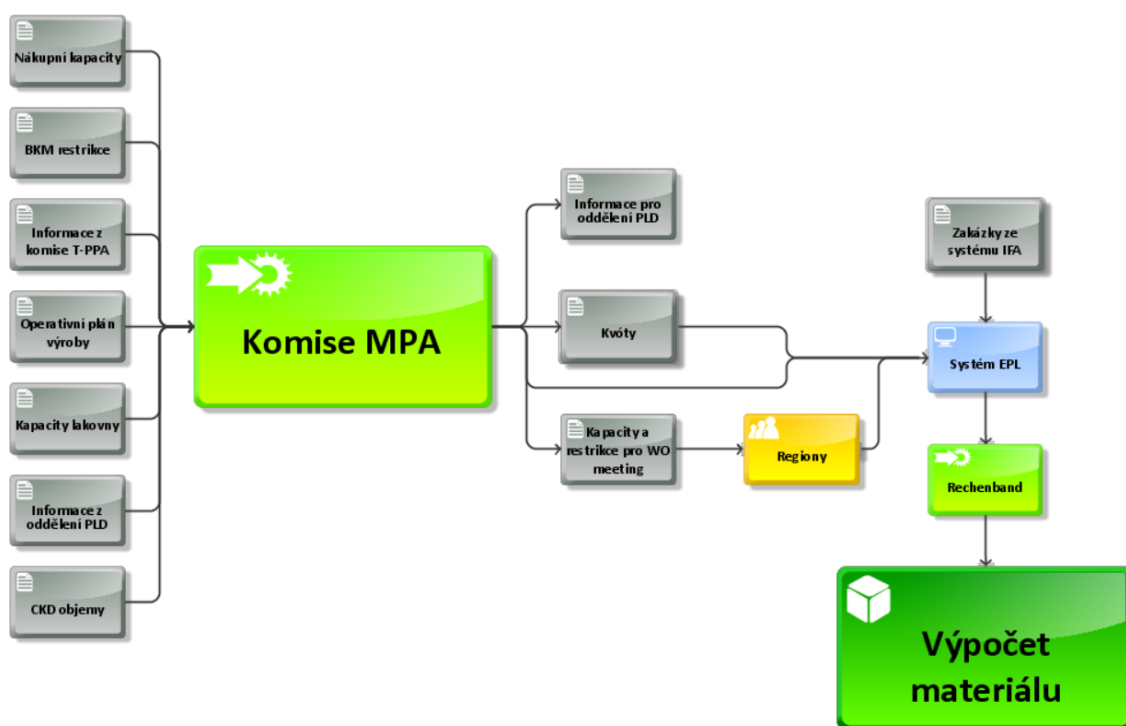 Nákupní kapacity
BKM restrikce
Informace z
komise T-PPA
Operativní plán
výroby
Kapacity lakovny
Informace z
oddělení PLD
CKD objemy
Komise MPA
Informace pro
oddělení PLD
Kvóty
Kapacity a
restrikce pro WO
meeting
Regiony
Zakázky ze
systému IFA
Systém EPL
Rechenband
Výpočet
materiálu